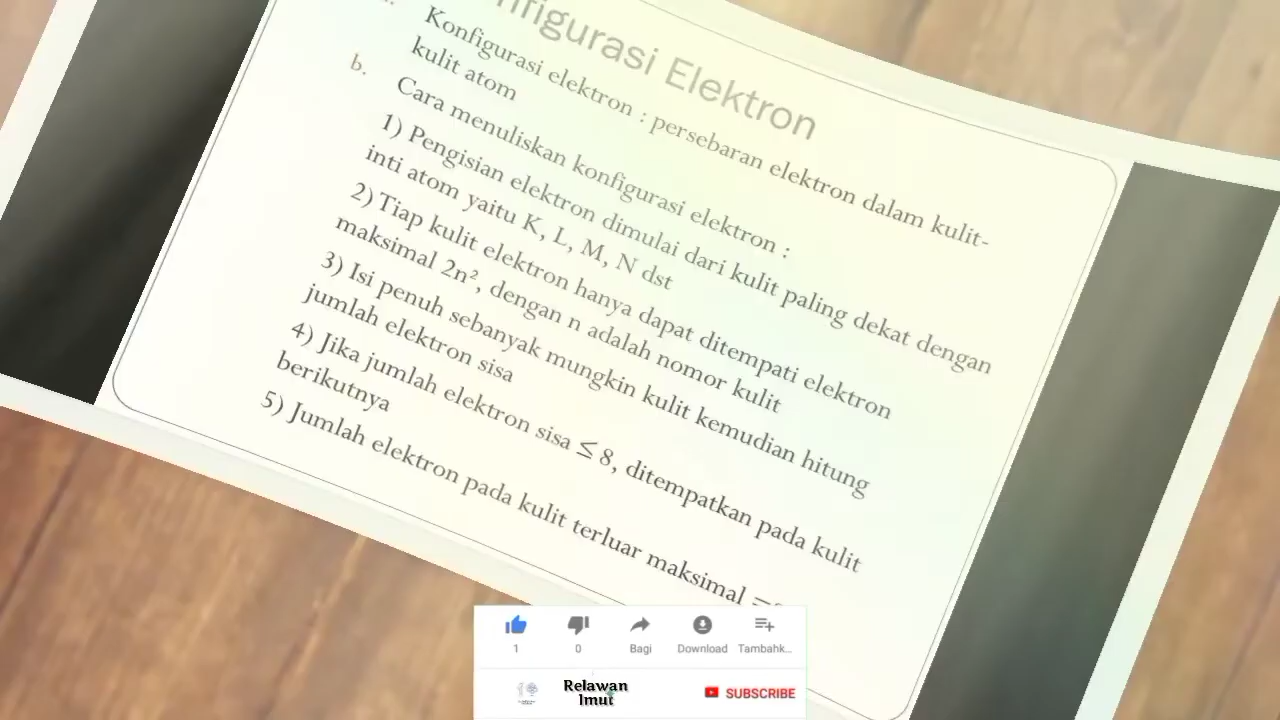 Konfigurasi Elektron
Konfigurasi elektron : persebaran elektron dalam kulit-
kulit atom
b. Cara menuliskan konfigurasi elektron :
1) Pengisian elektron dimulai dari kulit paling dekat dengan
inti atom yaitu K, L, M, N dst
2) Tiap kulit elektron hanya dapat ditempati elektron
maksimal 2n², dengan n adalah nomor kulit
3) Isi penuh sebanyak mungkin kulit kemudian hitung
jumlah elektron sisa
4) Jika jumlah elektron sisa ≤ 8, ditempatkan pada kulit
berikutnya
5) Jumlah elektron pada kulit terluar maksimal =
1 0 Bagi Download Tambahk...
Relawan
Imut
SUBSCRIBE